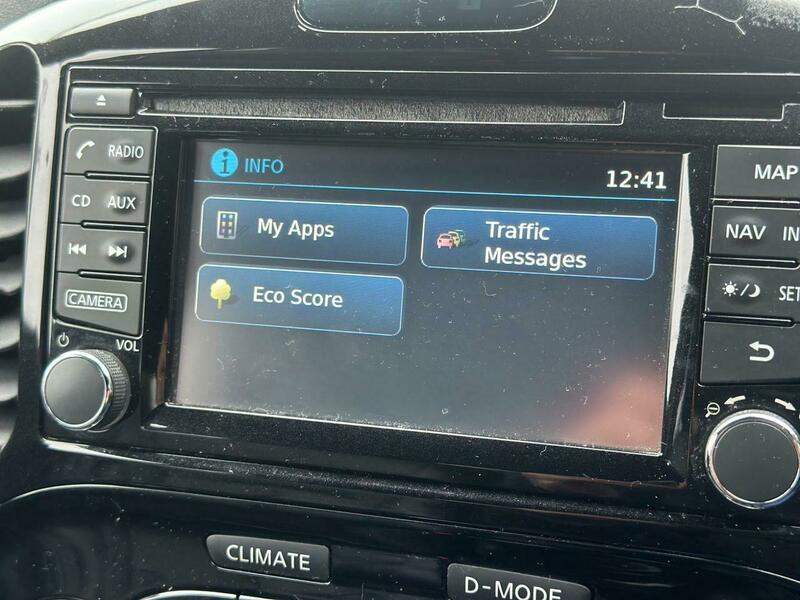 INFO
12:41
My Apps
Traffic
Messages
Eco Score
RADIO
CD AUX
CAMERA
VOL
MAP
NAV
CLIMATE
D-MODE